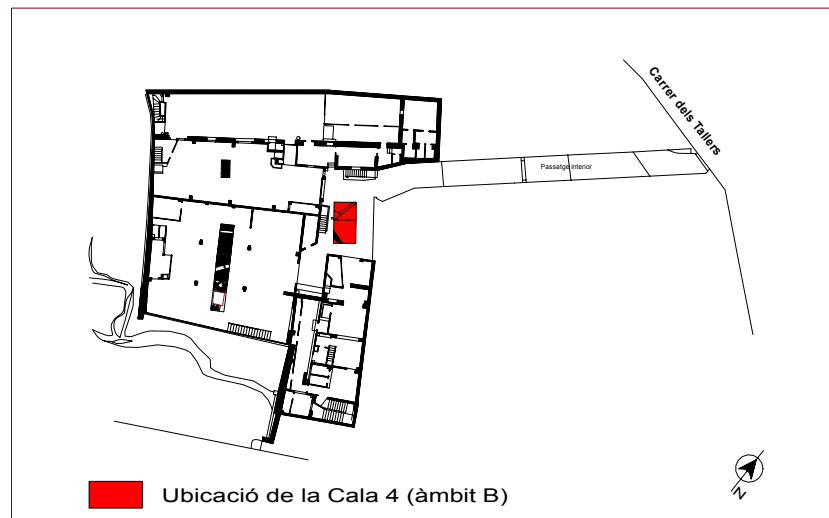 Carrer dels Tallers
Passatge interior
Ubicació de la Cala 4 (àmbit B)
N